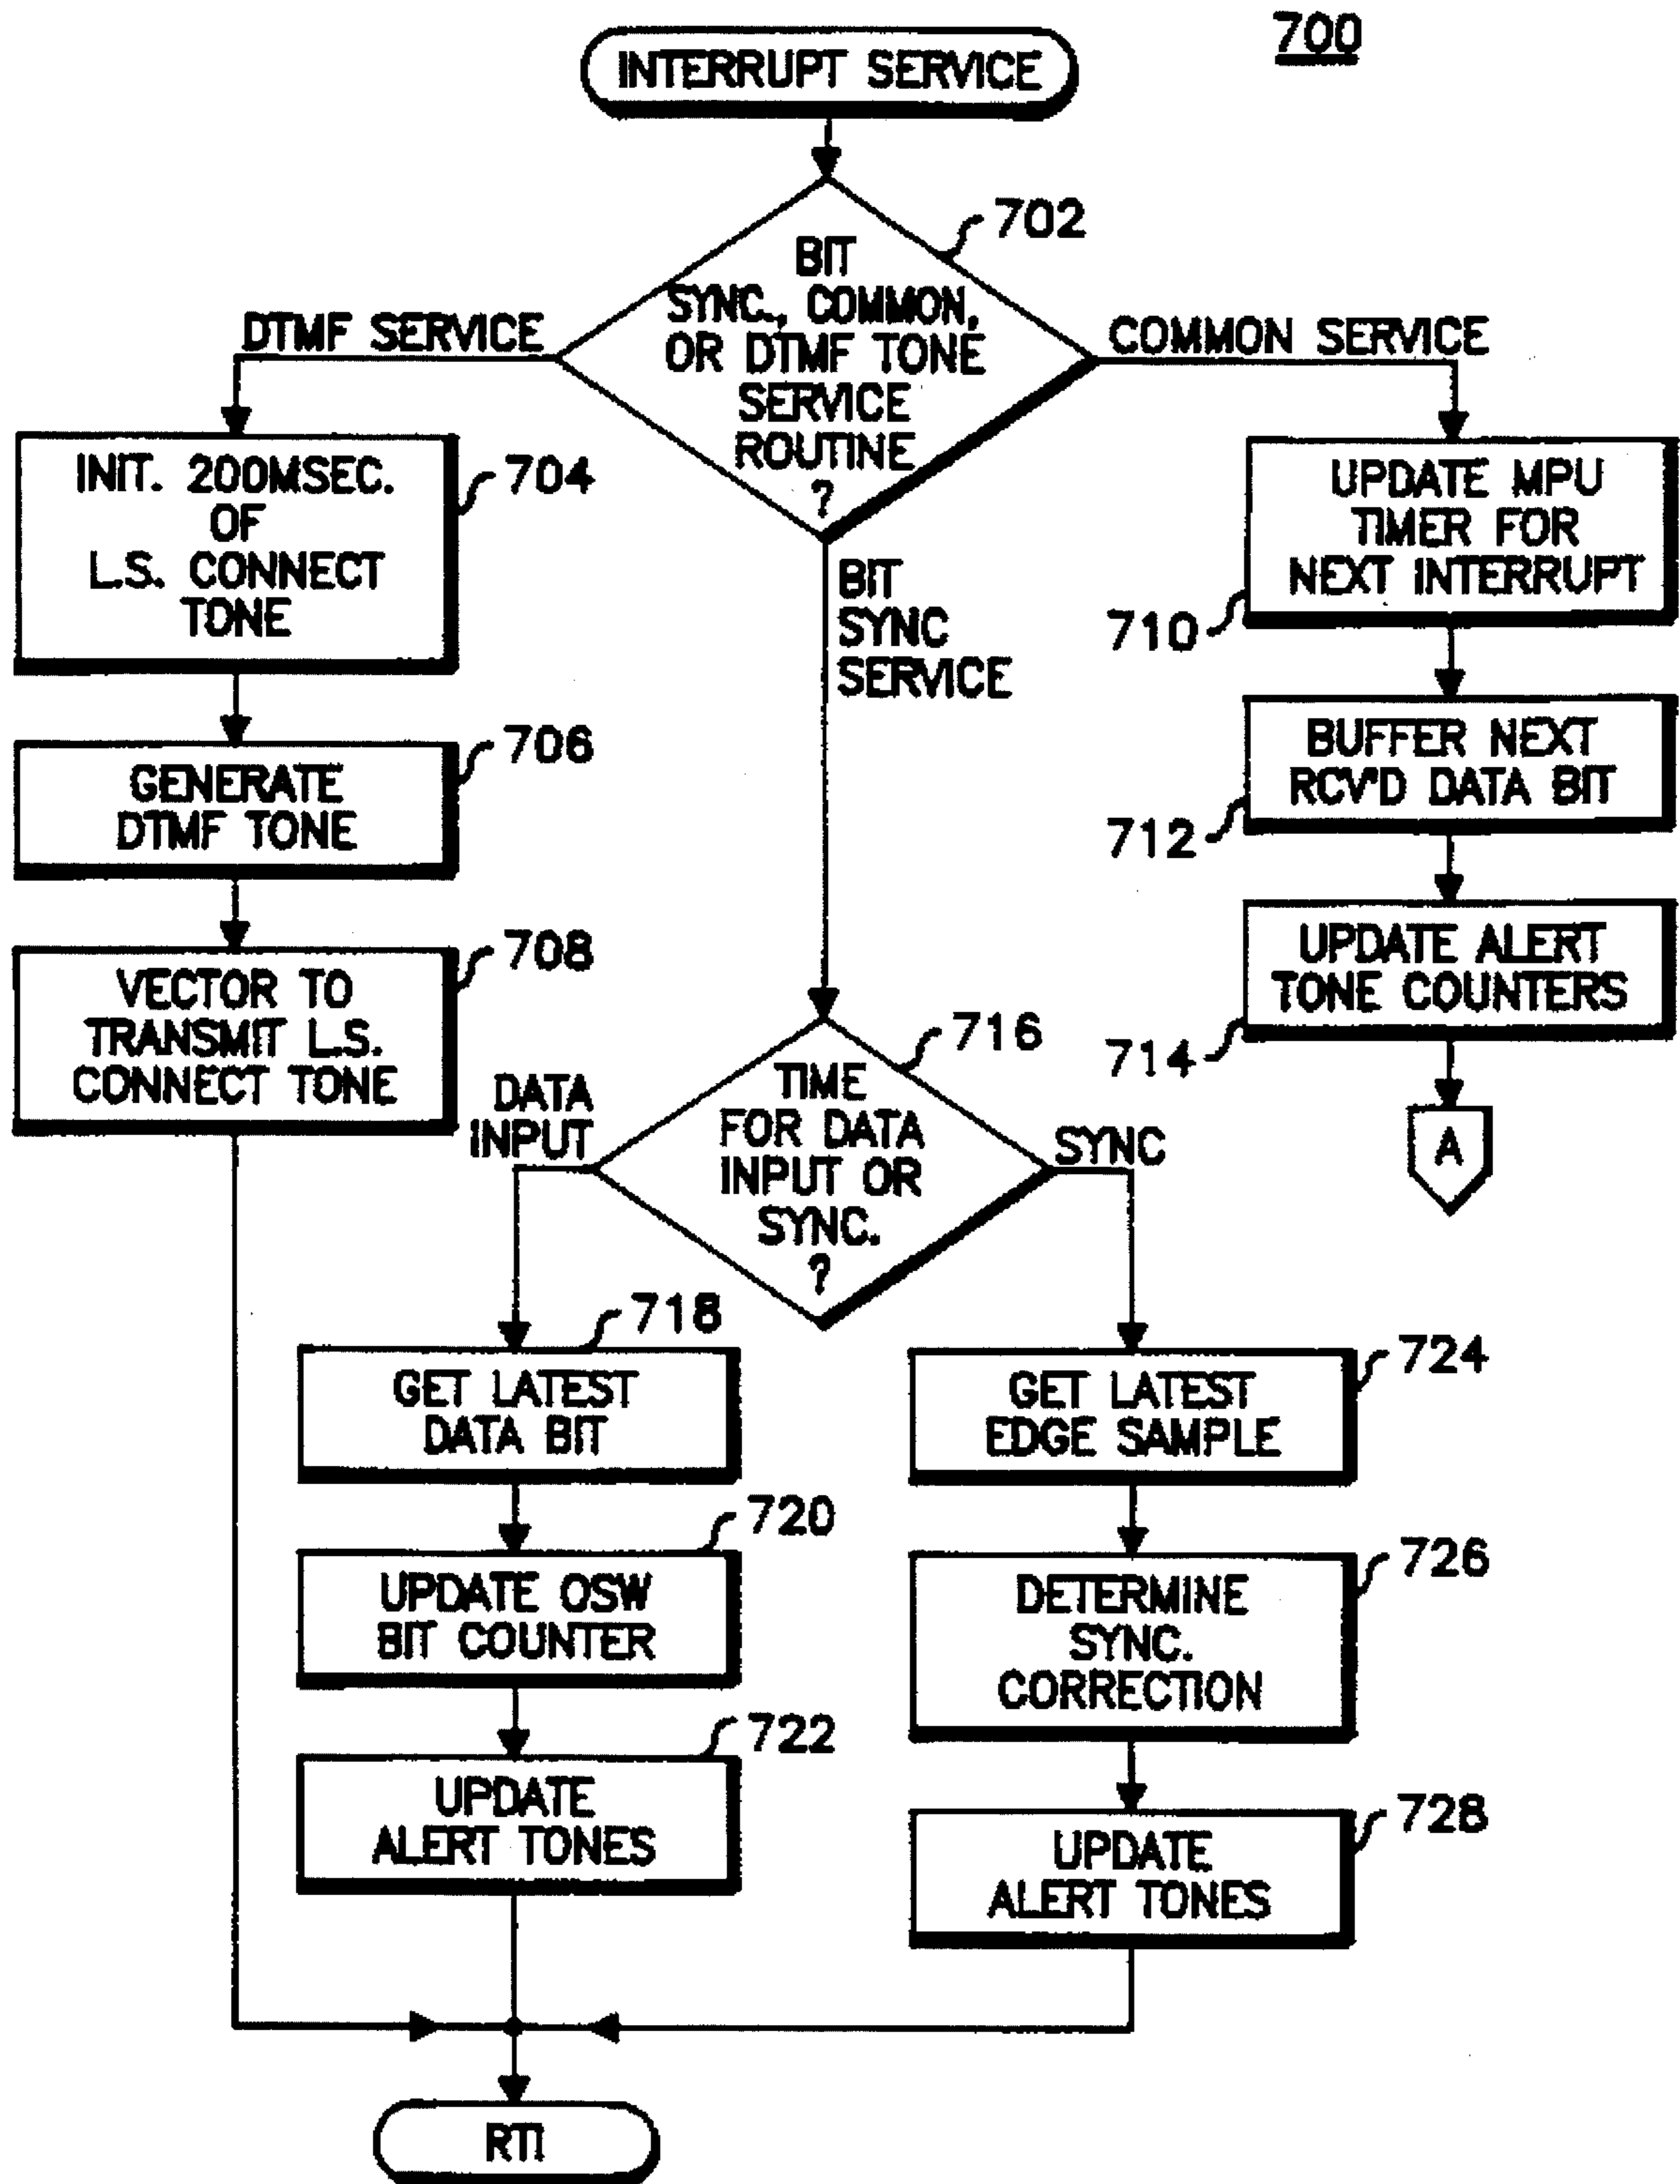 700
INTERRUPT SERVICE
702
BIT
SYNC., COMMON,
OR DTMF TONE
SERVICE
ROUTINE
?
DTMF SERVICE
COMMON SERVICE
BIT
SYNC
SERVICE
INIT. 200MSEC.
OF
L.S. CONNECT
TONE
704
GENERATE
DTMF TONE
706
VECTOR TO
TRANSMIT L.S.
CONNECT TONE
708
UPDATE MPU
TIMER FOR
NEXT INTERRUPT
710
BUFFER NEXT
RCV'D DATA BIT
712
UPDATE ALERT
TONE COUNTERS
714
A
716
TIME
FOR DATA
INPUT OR
SYNC.
?
DATA
INPUT
SYNC
718
GET LATEST
DATA BIT
720
UPDATE OSW
BIT COUNTER
722
UPDATE
ALERT TONES
724
GET LATEST
EDGE SAMPLE
726
DETERMINE
SYNC.
CORRECTION
728
UPDATE
ALERT TONES
RTI